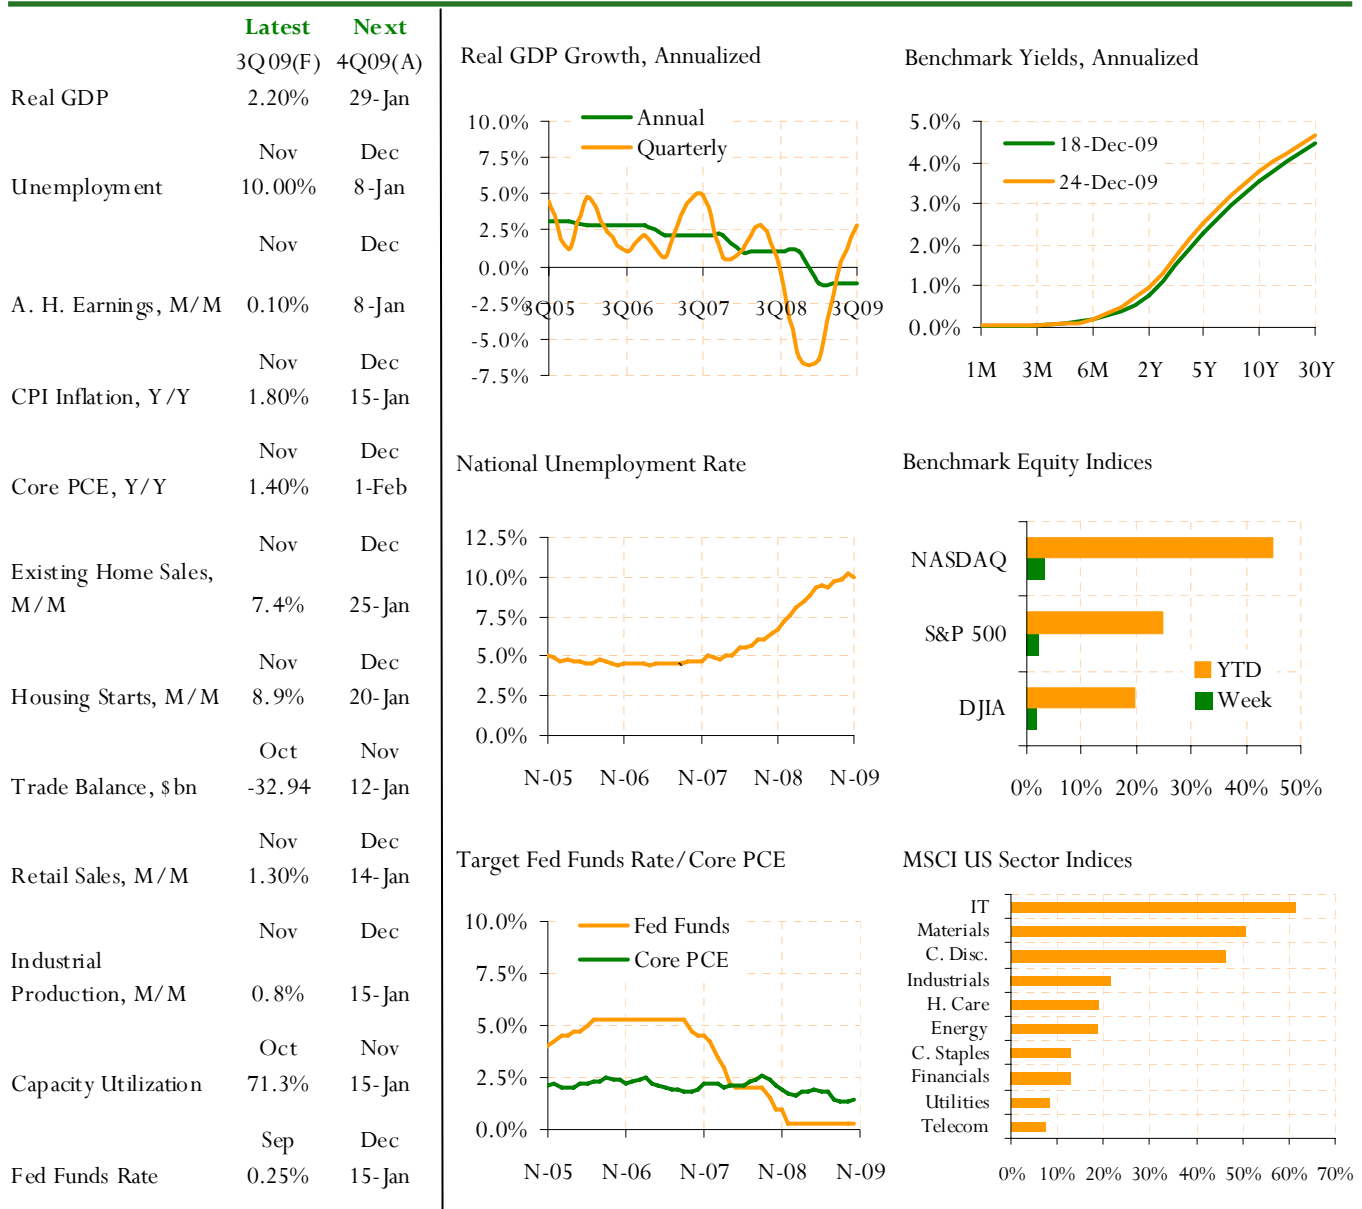 Latest Next
3Q09(F) 4Q09(A)
Real GDP 2.20% 29-Jan
Nov Dec
Unemployment 10.00% 8-Jan
Nov Dec
A. H. Earnings, M/M 0.10% 8-Jan
Nov Dec
CPI Inflation, Y/Y 1.80% 15-Jan
Nov Dec
Core PCE, Y/Y 1.40% 1-Feb
Nov Dec
Existing Home Sales,
M/M 7.4% 25-Jan
Nov Dec
Housing Starts, M/M 8.9% 20-Jan
Oct Nov
Trade Balance, $bn -32.94 12-Jan
Nov Dec
Retail Sales, M/M 1.30% 14-Jan
Nov Dec
Industrial
Production, M/M 0.8% 15-Jan
Oct Nov
Capacity Utilization 71.3% 15-Jan
Sep Dec
Fed Funds Rate 0.25% 15-Jan
Real GDP Growth, Annualized
Annual
Quarterly
10.0%
7.5%
5.0%
2.5%
0.0%
-2.5%
-5.0%
-7.5%
3Q05 3Q06 3Q07 3Q08 3Q09
Benchmark Yields, Annualized
18-Dec-09
24-Dec-09
5.0%
4.0%
3.0%
2.0%
1.0%
0.0%
1M 3M 6M 2Y 5Y 10Y 30Y
National Unemployment Rate
12.5%
10.0%
7.5%
5.0%
2.5%
0.0%
N-05 N-06 N-07 N-08 N-09
Benchmark Equity Indices
NASDAQ
S&P 500
DJIA
YTD
Week
0% 10% 20% 30% 40% 50%
Target Fed Funds Rate/Core PCE
Fed Funds
Core PCE
10.0%
7.5%
5.0%
2.5%
0.0%
N-05 N-06 N-07 N-08 N-09
MSCI US Sector Indices
IT
Materials
C. Disc.
Industrials
H. Care
Energy
C. Staples
Financials
Utilities
Telecom
0% 10% 20% 30% 40% 50% 60% 70%